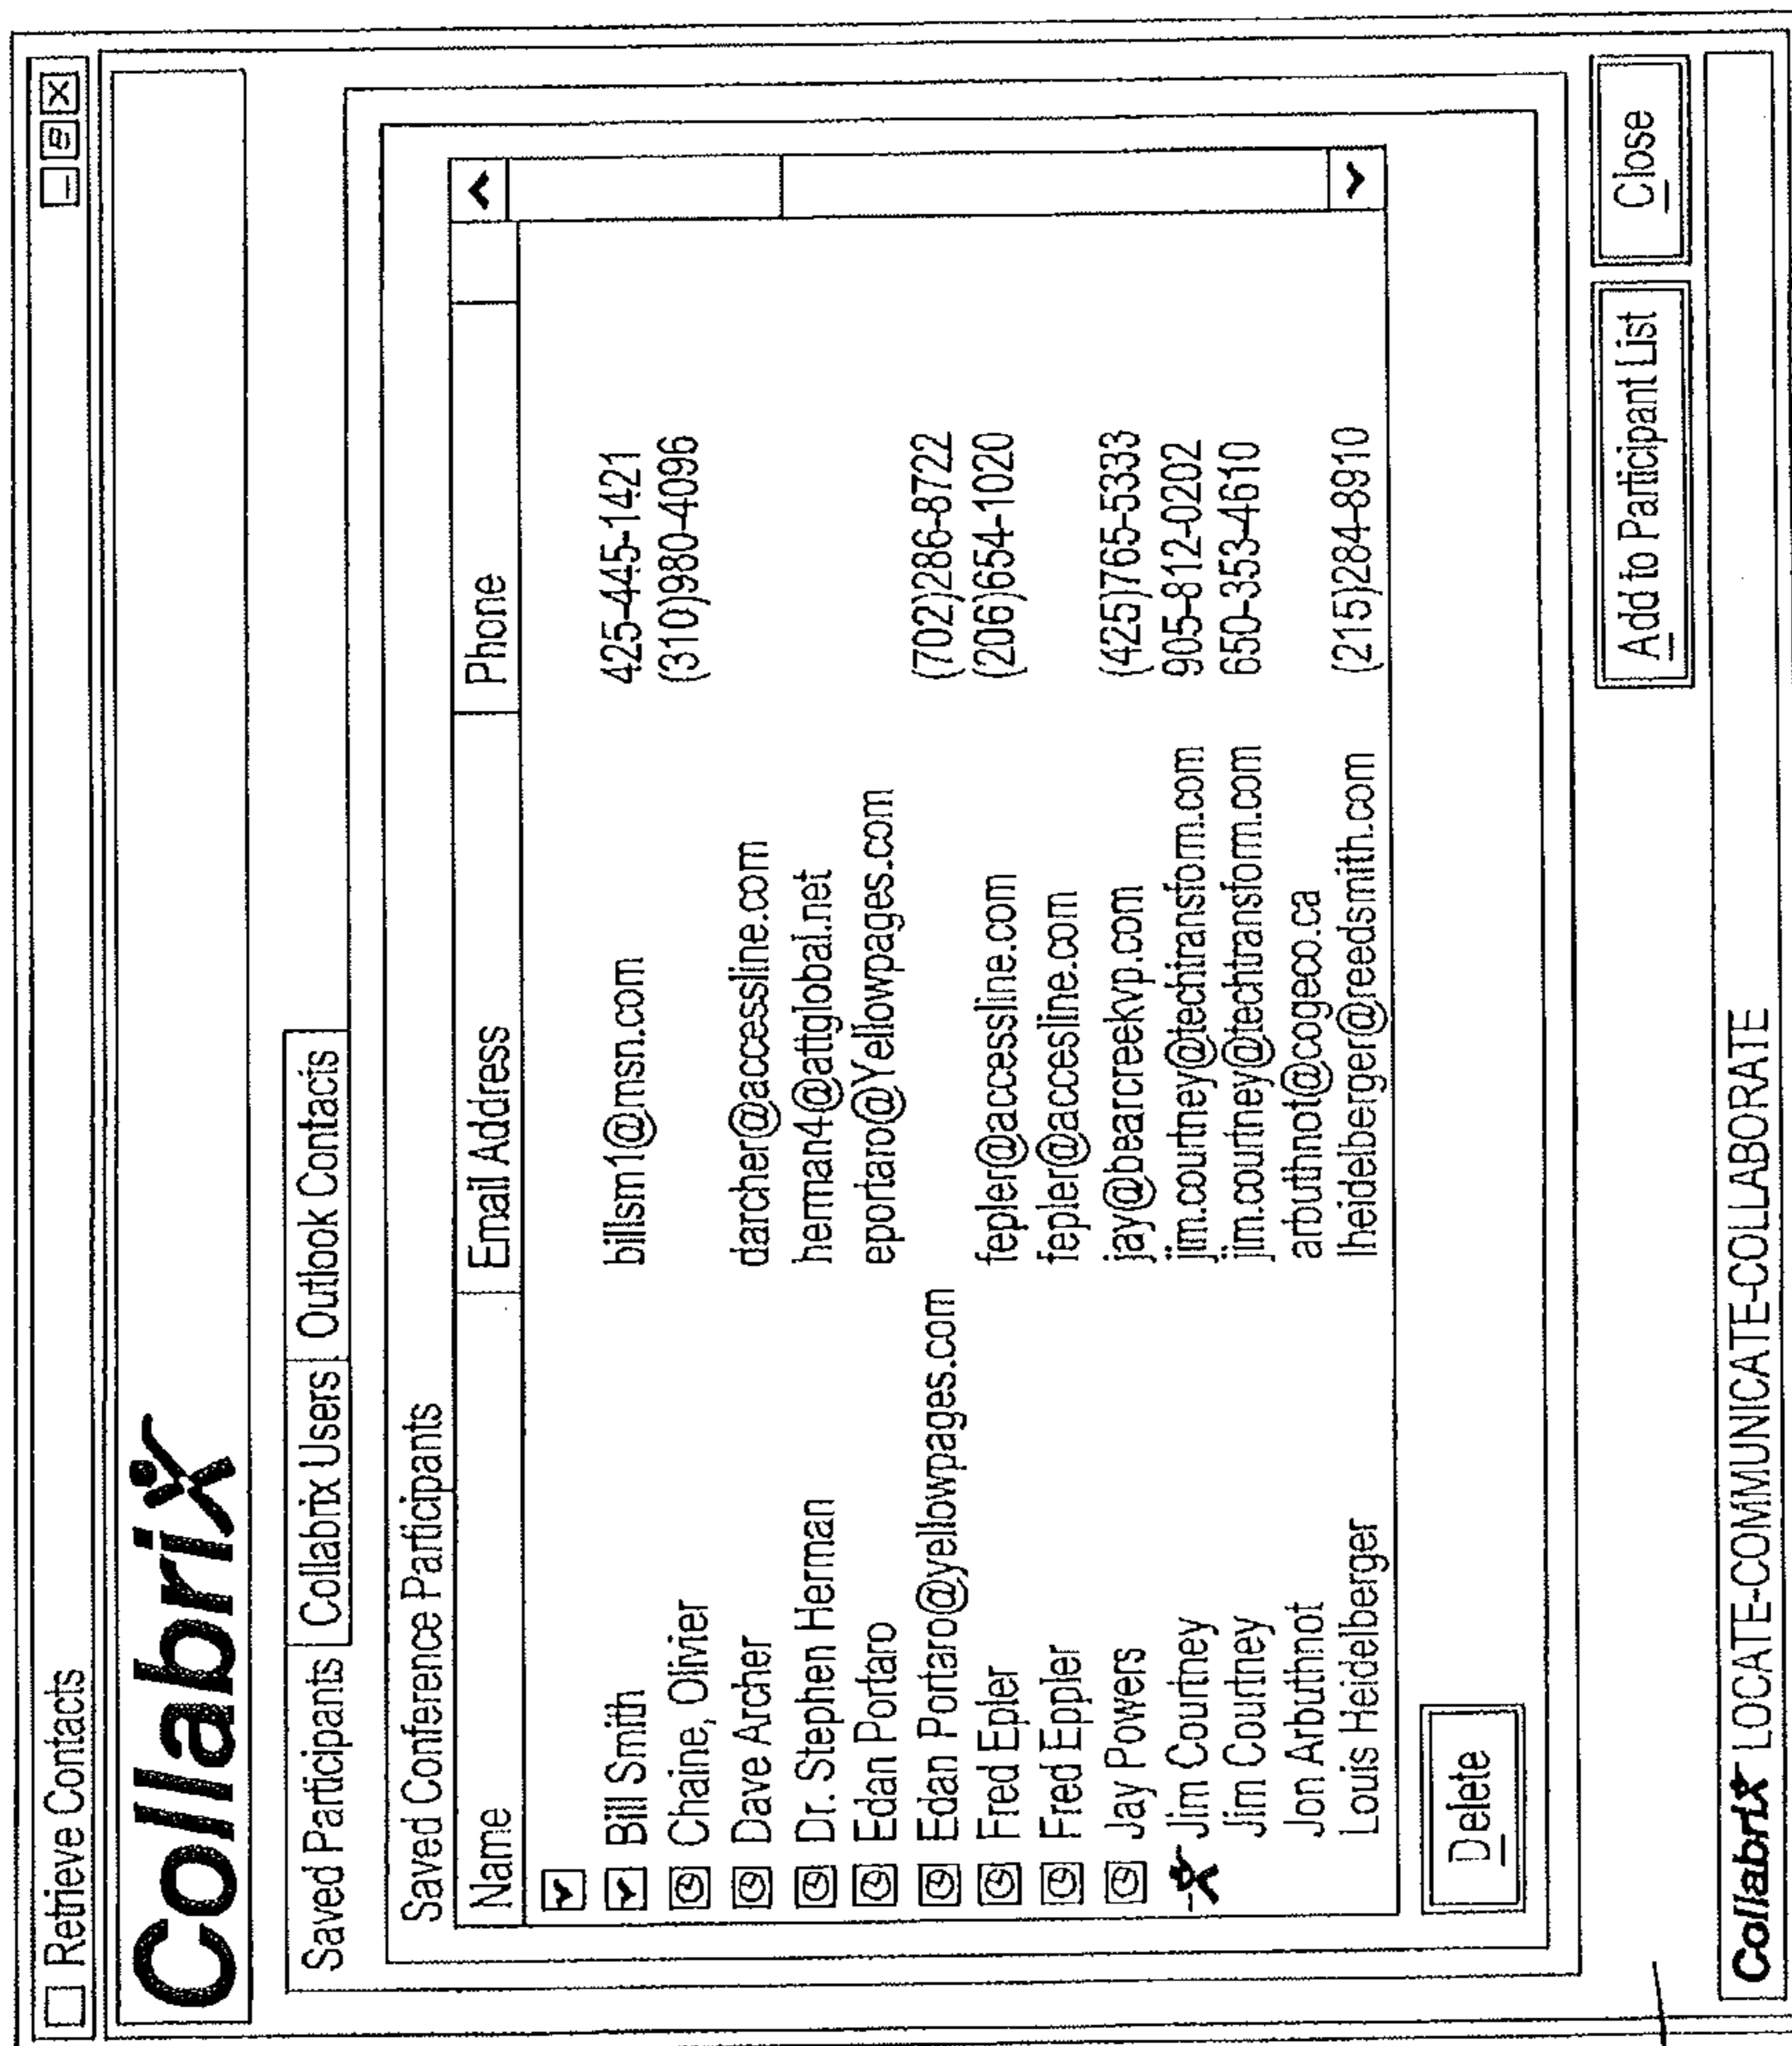 Retrieve Contacts
Collabrix
Saved Participants Collabrix Users Outlook Contacts
Saved Conference Participants
Name Email Address Phone
Bill Smith billsm1@msn.com 425-445-1421
Chaine, Olivier (310)980-4096
Dave Archer darcher@accessline.com
Dr. Stephen Herman herman4@attglobal.net
Edan Portaro eportaro@Yellowpages.com
Edan Portaro@yellowpages.com (702)286-8722
Fred Epler fepler@accessline.com (206)654-1020
Fred Eppler fepler@accesline.com
Jay Powers jay@bearcreekvp.com (425)765-5333
Jim Courtney jim.courtney@techtransform.com 905-812-0202
Jim Courtney jim.courtney@techtransform.com 650-353-4610
Jon Arbuthnot arbuthnot@cogeco.ca
Louis Heidelberger lheidelberger@reedsmith.com (215)284-8910
Delete
Add to Participant List Close
Collabrix LOCATE-COMMUNICATE-COLLABORATE